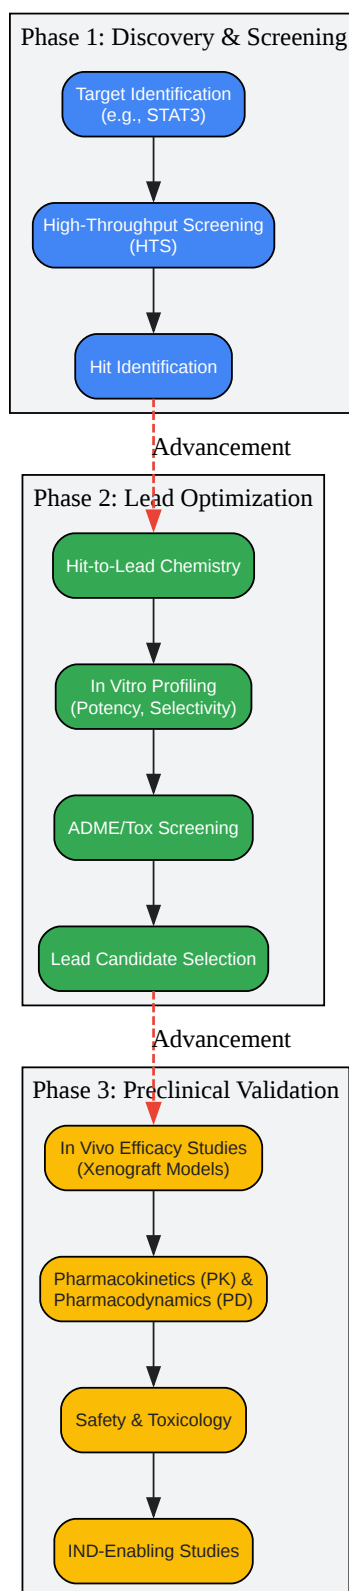 Phase 1: Discovery & Screening
Target Identification
(e.g., STAT3)
High-Throughput Screening
(HTS)
Hit Identification
Advancement
Phase 2: Lead Optimization
Hit-to-Lead Chemistry
In Vitro Profiling
(Potency, Selectivity)
ADME/Tox Screening
Lead Candidate Selection
Advancement
Phase 3: Preclinical Validation
In Vivo Efficacy Studies
(Xenograft Models)
Pharmacokinetics (PK) &
Pharmacodynamics (PD)
Safety & Toxicology
IND-Enabling Studies